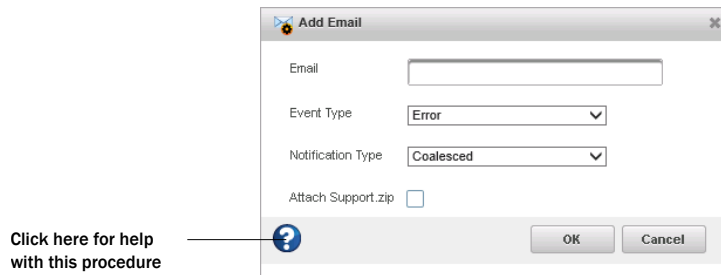 Add Email
Email
Event Type
Error
Notification Type
Coalesced
Attach Support.zip
Click here for help
with this procedure
?
OK
Cancel